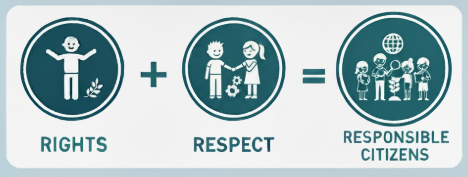 RIGHTS
+
RESPECT
=
RESPONSIBLE
CITIZENS